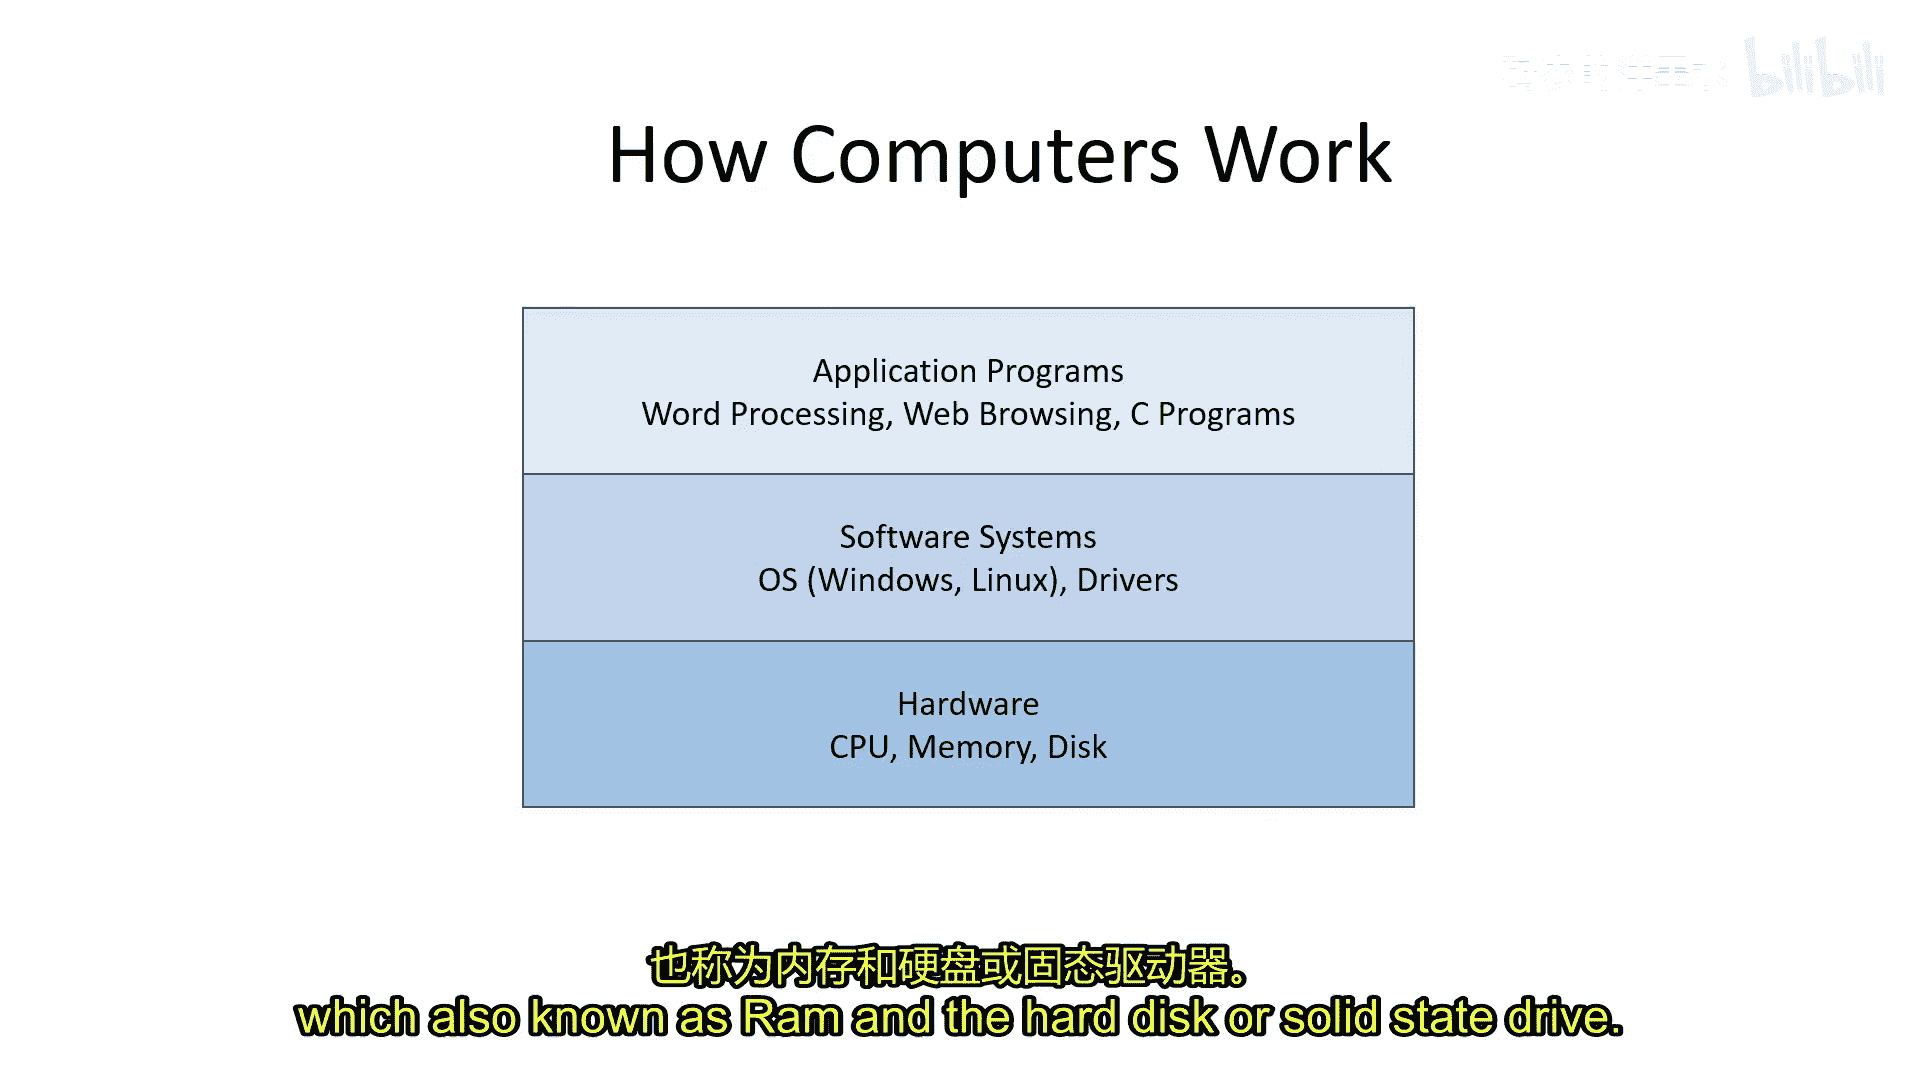 bilibili
How Computers Work
Application Programs
Word Processing, Web Browsing, C Programs
Software Systems
OS (Windows, Linux), Drivers
Hardware
CPU, Memory, Disk
也称为内存和硬盘或固态驱动器。
which also known as Ram and the hard disk or solid state drive.